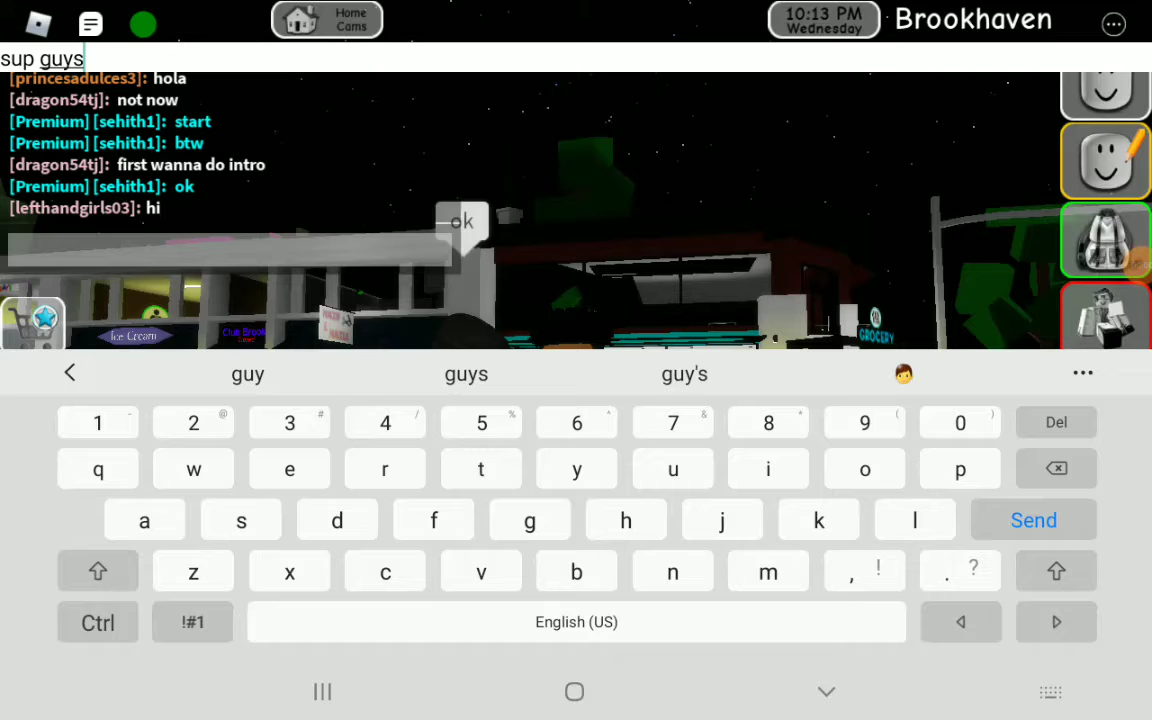 Home
Cams
10:13 PM
Wednesday
Brookhaven
sup guys
[princesadulces3]: hola
[dragon54tj]: not now
[Premium] [sehith1]: start
[Premium] [sehith1]: btw
[dragon54tj]: first wanna do intro
[Premium] [sehith1]: ok
[lefthandgirls03]: hi
ok
Ice Cream
GROCERY
guy guys guy's
1 - 2 @ 3 # 4 / 5 % 6 ^ 7 & 8 * 9 ( 0 ) Del
q w e r t y u i o p
a s d f g h j k l Send
z x c v b n m , ! . ?
Ctrl !#1 English (US)